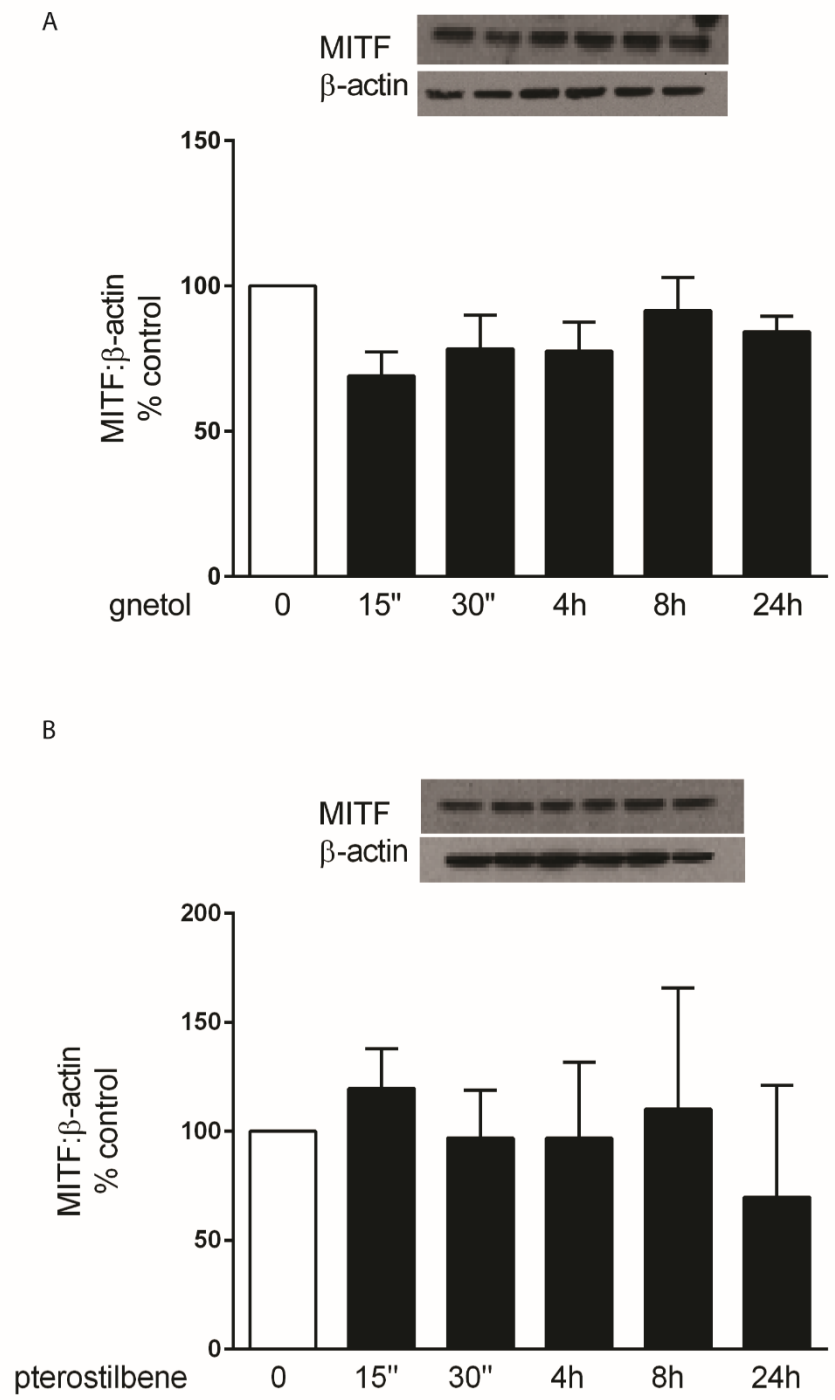 A
MITF
β-actin
150
100
50
0
MITF:β-actin
% control
gnetol 0 15" 30" 4h 8h 24h
B
MITF
β-actin
200
150
100
50
0
MITF:β-actin
% control
pterostilbene 0 15" 30" 4h 8h 24h